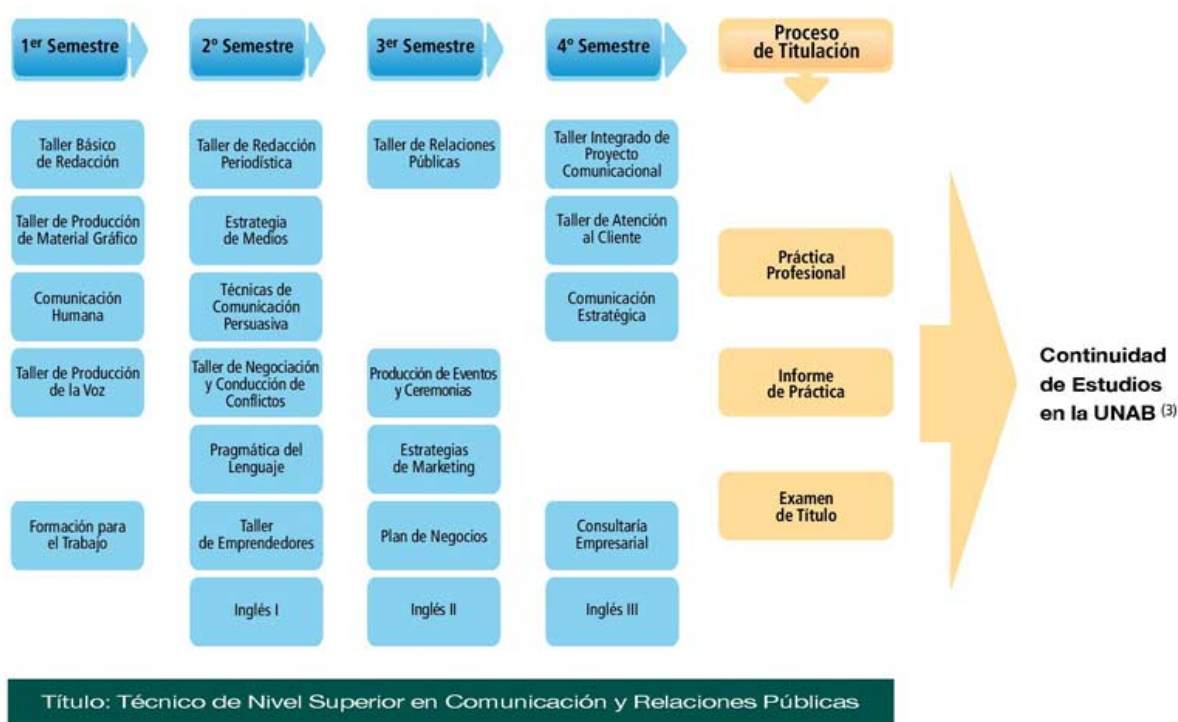 1er Semestre
2º Semestre
3er Semestre
4º Semestre
Proceso
de Titulación
Taller Básico
de Redacción
Taller de Producción
de Material Gráfico
Comunicación
Humana
Taller de Producción
de la Voz
Formación para
el Trabajo
Taller de Redacción
Periodística
Estrategia
de Medios
Técnicas de
Comunicación
Persuasiva
Taller de Negociación
y Conducción de
Conflictos
Pragmática del
Lenguaje
Taller
de Emprendedores
Inglés I
Taller de Relaciones
Públicas
Producción de Eventos
y Ceremonias
Estrategias
de Marketing
Plan de Negocios
Inglés II
Taller Integrado de
Proyecto
Comunicacional
Taller de Atención
al Cliente
Comunicación
Estratégica
Consultaría
Empresarial
Inglés III
Práctica
Profesional
Informe
de Práctica
Examen
de Título
Continuidad
de Estudios
en la UNAB (3)
Título: Técnico de Nivel Superior en Comunicación y Relaciones Públicas